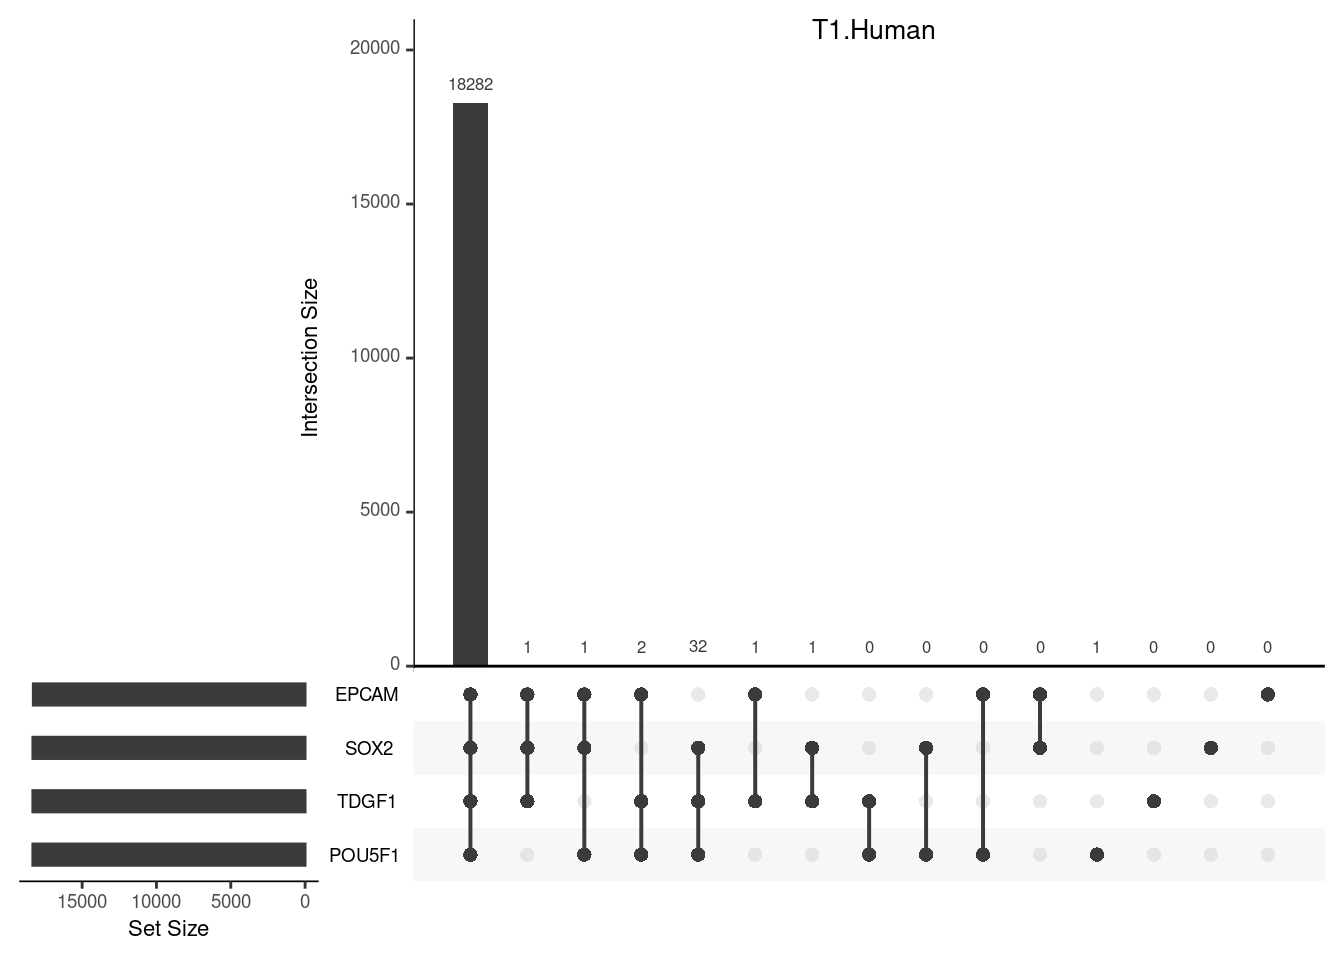 T1.Human
20000
18282
15000
Intersection Size
10000
5000
0
1 1 2 32 1 1 0 0 0 0 1 0 0 0
EPCAM
SOX2
TDGF1
POU5F1
15000 10000 5000 0
Set Size